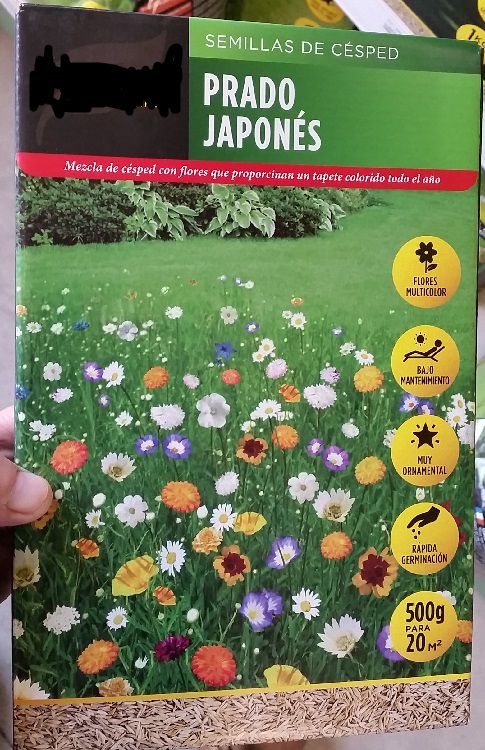 SEMILLAS DE CÉSPED
PRADO
JAPONÉS
Mezcla de césped con flores que proporcinan un tapete colorido todo el año
FLORES
MULTICOLOR
BAJO
MANTENIMIENTO
MUY
ORNAMENTAL
RÁPIDA
GERMINACIÓN
500g
PARA
20 M²